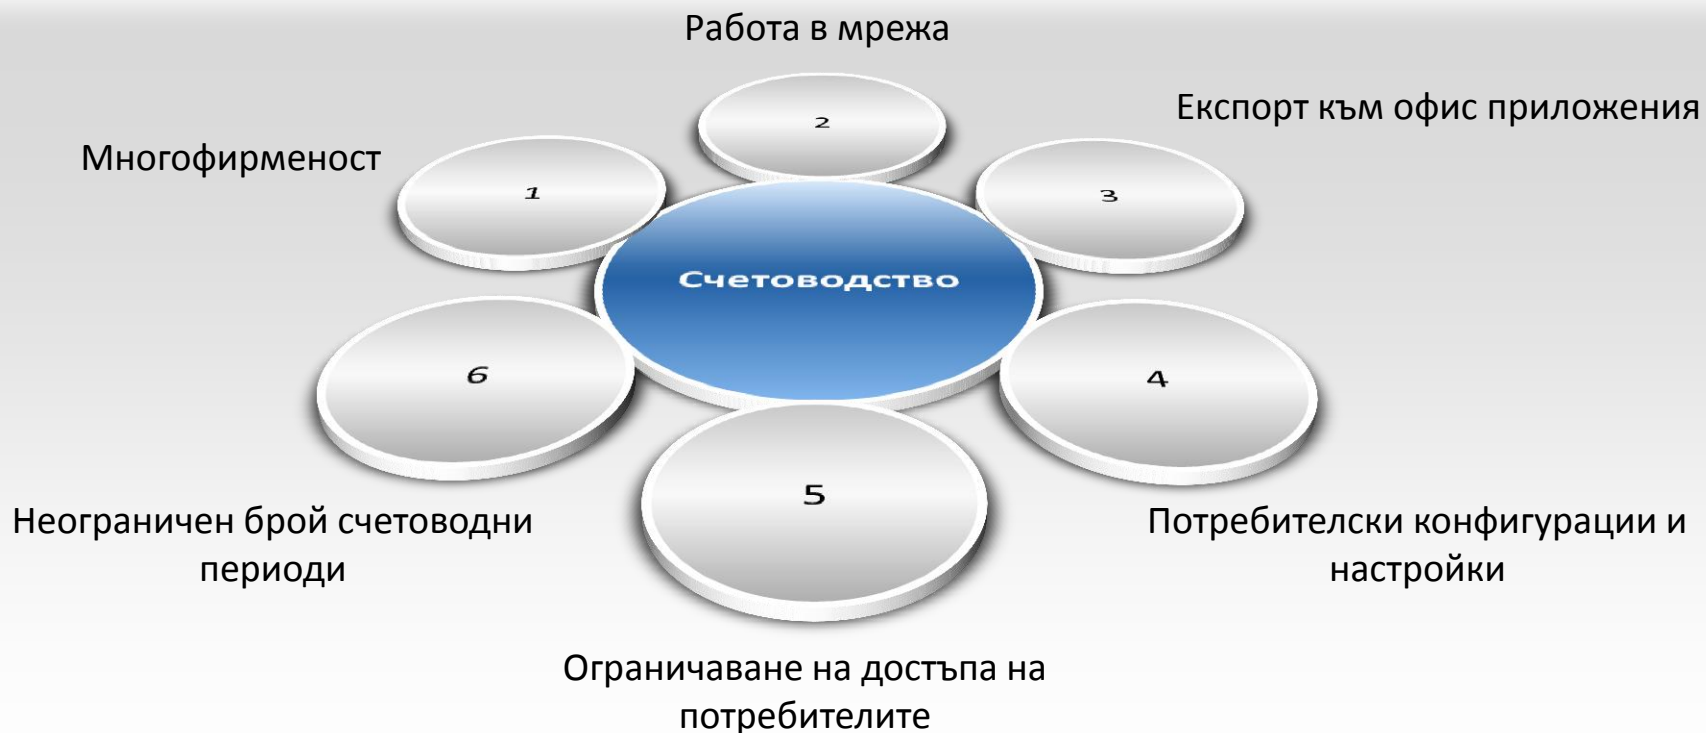 Работа в мрежа
2
Експорт към офис приложения
Многофирменост
1
3
Счетоводство
6
4
5
Неограничен брой счетоводни
периоди
Потребителски конфигурации и
настройки
Ограничаване на достъпа на
потребителите